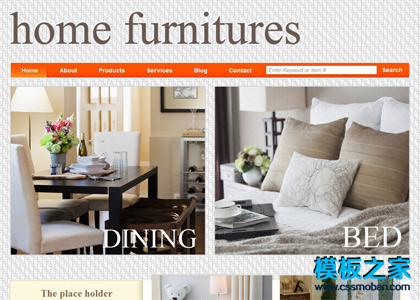 home furnitures
Home About Products Services Blog Contact Enter Keyword or item # Search
DINING BED
模板之家
www.cssmoban.com
The place holder